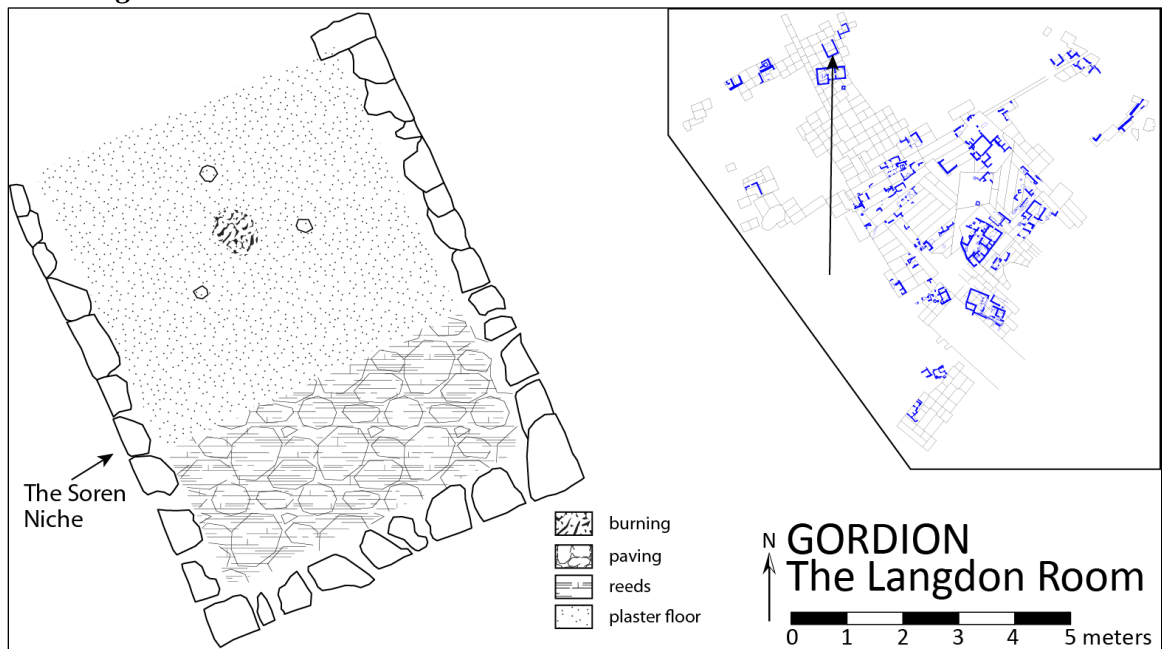 The Soren
Niche
burning
paving
reeds
plaster floor
N
GORDION
The Langdon Room
0 1 2 3 4 5 meters